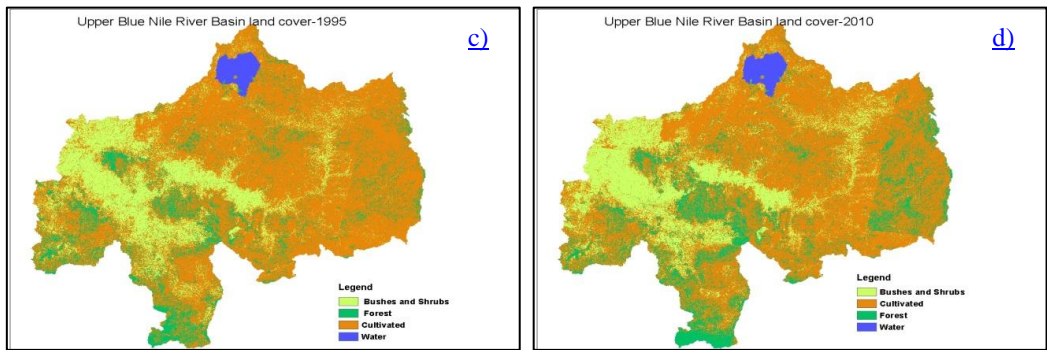 Upper Blue Nile River Basin land cover-1995
c)
Legend
Bushes and Shrubs
Forest
Cultivated
Water
Upper Blue Nile River Basin land cover-2010
d)
Legend
Bushes and Shrubs
Cultivated
Forest
Water